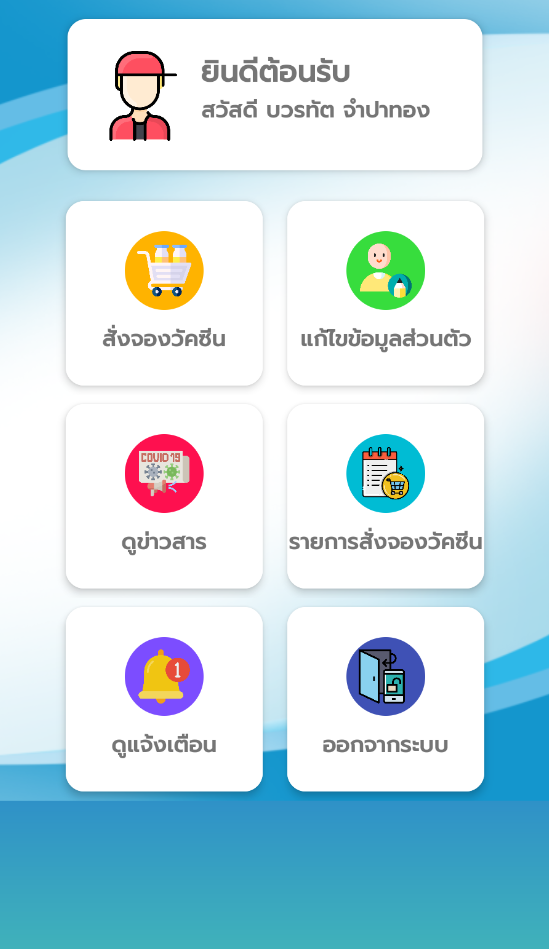 ยินดีต้อนรับ
สวัสดี บวรทัต จำปาทอง
สั่งจองวัคซีน
แก้ไขข้อมูลส่วนตัว
COVID 19
ดูข่าวสาร
รายการสั่งจองวัคซีน
1
ดูแจ้งเตือน
ออกจากระบบ